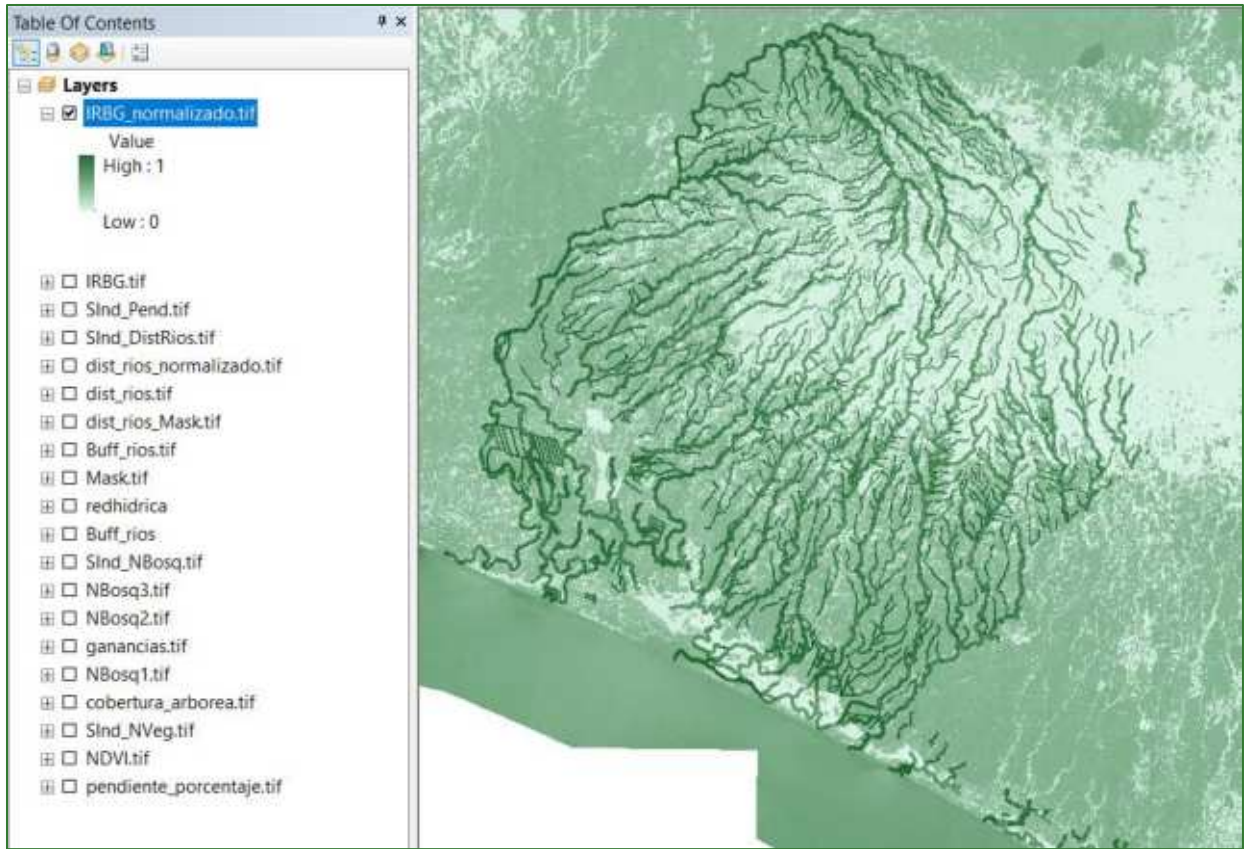 Table Of Contents
Layers
IRBG_normalizado.tif
Value
High : 1
Low : 0
IRBG.tif
SInd_Pend.tif
SInd_DistRios.tif
dist_rios_normalizado.tif
dist_rios.tif
dist_rios_Mask.tif
Buff_rios.tif
Mask.tif
redhidrica
Buff_rios
SInd_NBosq.tif
NBosq3.tif
NBosq2.tif
ganancias.tif
NBosq1.tif
cobertura_arborea.tif
SInd_NVeg.tif
NDVI.tif
pendiente_porcentaje.tif